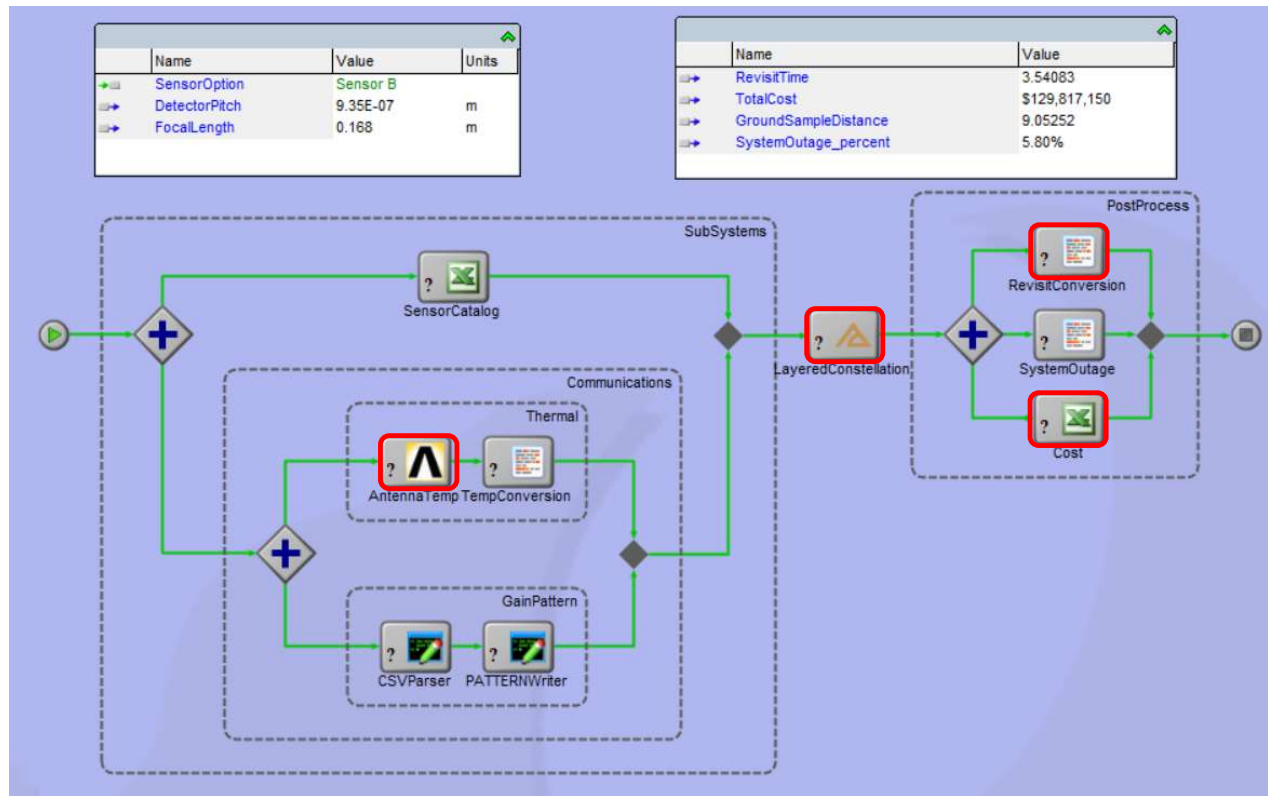 Name Value Units
SensorOption Sensor B
DetectorPitch 9.35E-07 m
FocalLength 0.168 m
Name Value
RevisitTime 3.54083
TotalCost $129,817,150
GroundSampleDistance 9.05252
SystemOutage_percent 5.80%
PostProcess
SubSystems
?
RevisitConversion
?
SensorCatalog
?
LayeredConstellation
?
SystemOutage
Communications
Thermal
?
Cost
? ?
AntennaTemp TempConversion
GainPattern
? ?
CSVParser PATTERNWriter